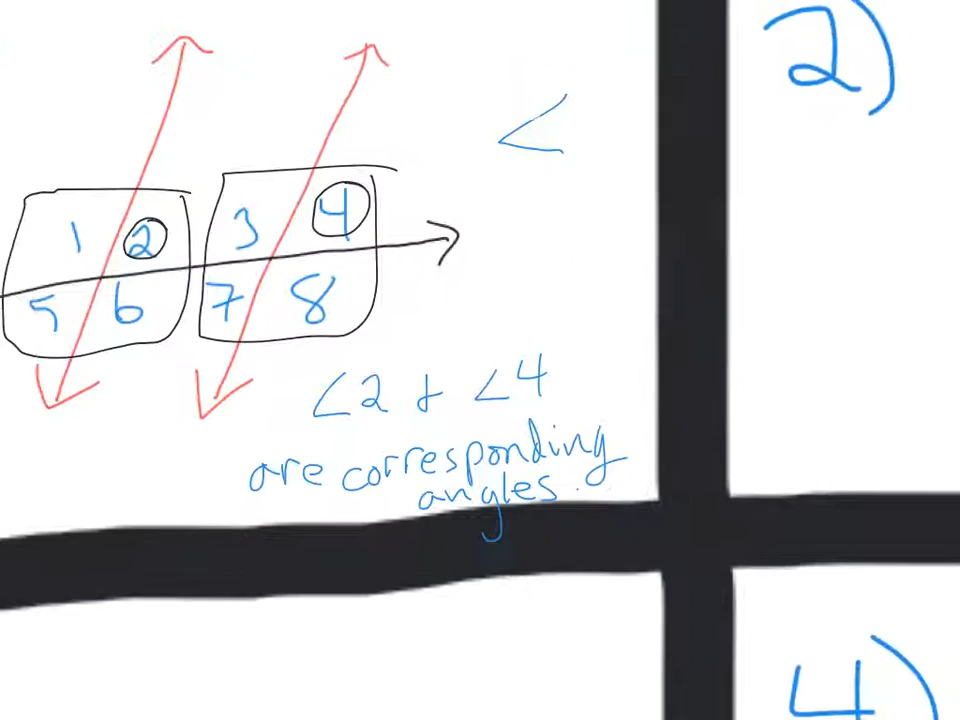 2)
<
1 2 3 4
5 6 7 8
<2 + <4
are corresponding
angles.
4)